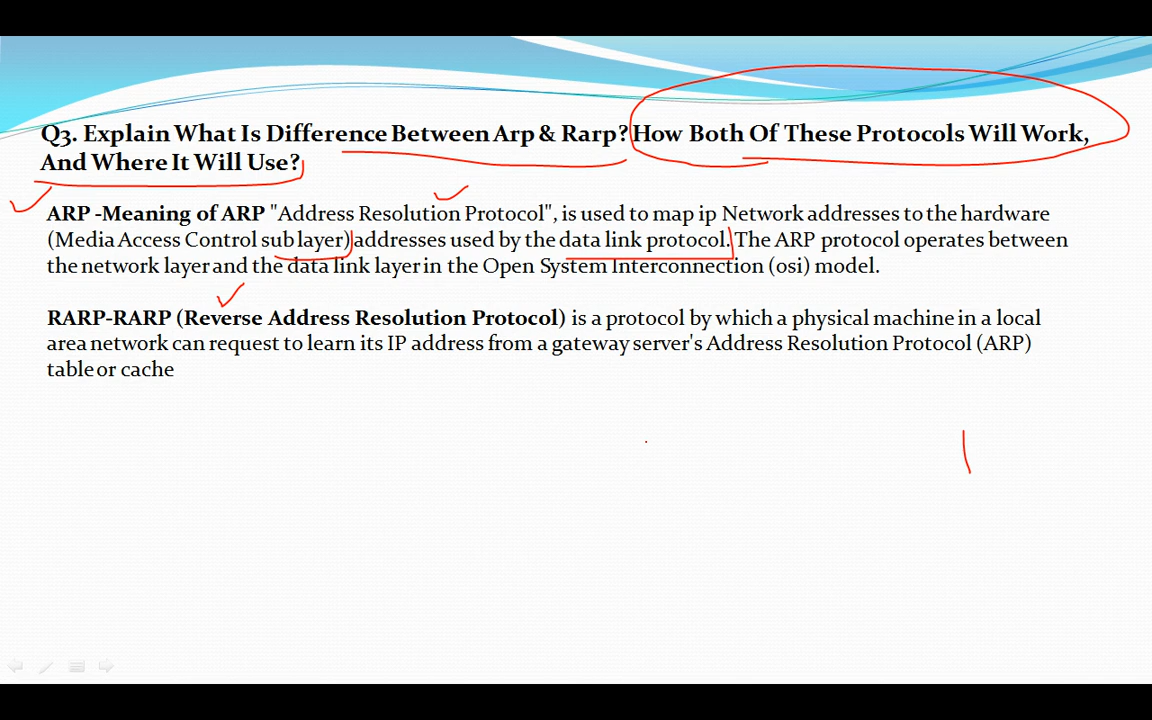 Q3. Explain What Is Difference Between Arp & Rarp? How Both Of These Protocols Will Work,
And Where It Will Use?
ARP -Meaning of ARP "Address Resolution Protocol", is used to map ip Network addresses to the hardware
(Media Access Control sub layer) addresses used by the data link protocol. The ARP protocol operates between
the network layer and the data link layer in the Open System Interconnection (osi) model.
RARP-RARP (Reverse Address Resolution Protocol) is a protocol by which a physical machine in a local
area network can request to learn its IP address from a gateway server's Address Resolution Protocol (ARP)
table or cache